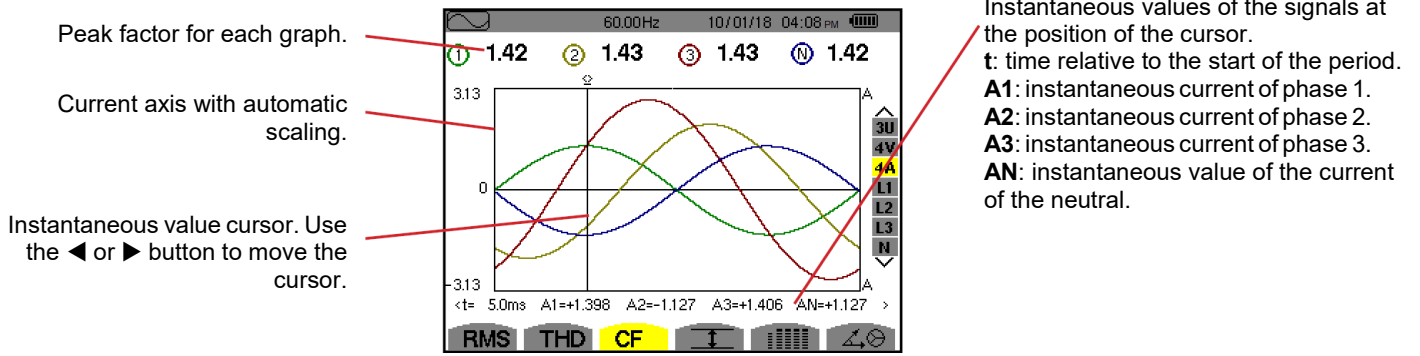 Peak factor for each graph.
Current axis with automatic
scaling.
Instantaneous value cursor. Use
the ◄ or ► button to move the
cursor.
60.00Hz 10/01/18 04:08 PM
1 1.42 2 1.43 3 1.43 N 1.42
3.13 A
0
-3.13 A
3U
4V
4A
L1
L2
L3
N
<t= 5.0ms A1=+1.398 A2=-1.127 A3=+1.406 AN=+1.127 >
RMS THD CF
Instantaneous values of the signals at
the position of the cursor.
t: time relative to the start of the period.
A1: instantaneous current of phase 1.
A2: instantaneous current of phase 2.
A3: instantaneous current of phase 3.
AN: instantaneous value of the current
of the neutral.